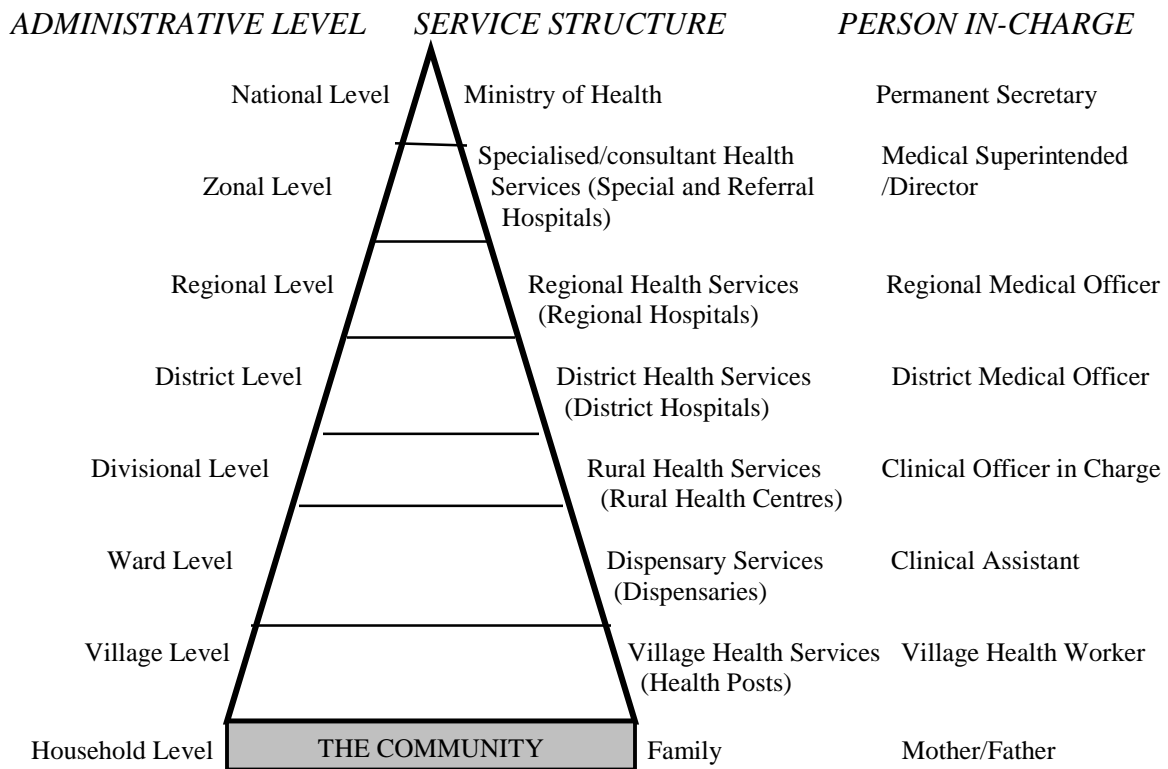 ADMINISTRATIVE LEVEL SERVICE STRUCTURE PERSON IN-CHARGE
National Level Ministry of Health Permanent Secretary
Specialised/consultant Health Medical Superintended
Zonal Level Services (Special and Referral /Director
Hospitals)
Regional Level Regional Health Services Regional Medical Officer
(Regional Hospitals)
District Level District Health Services District Medical Officer
(District Hospitals)
Divisional Level Rural Health Services Clinical Officer in Charge
(Rural Health Centres)
Ward Level Dispensary Services Clinical Assistant
(Dispensaries)
Village Level Village Health Services Village Health Worker
(Health Posts)
Household Level THE COMMUNITY Family Mother/Father